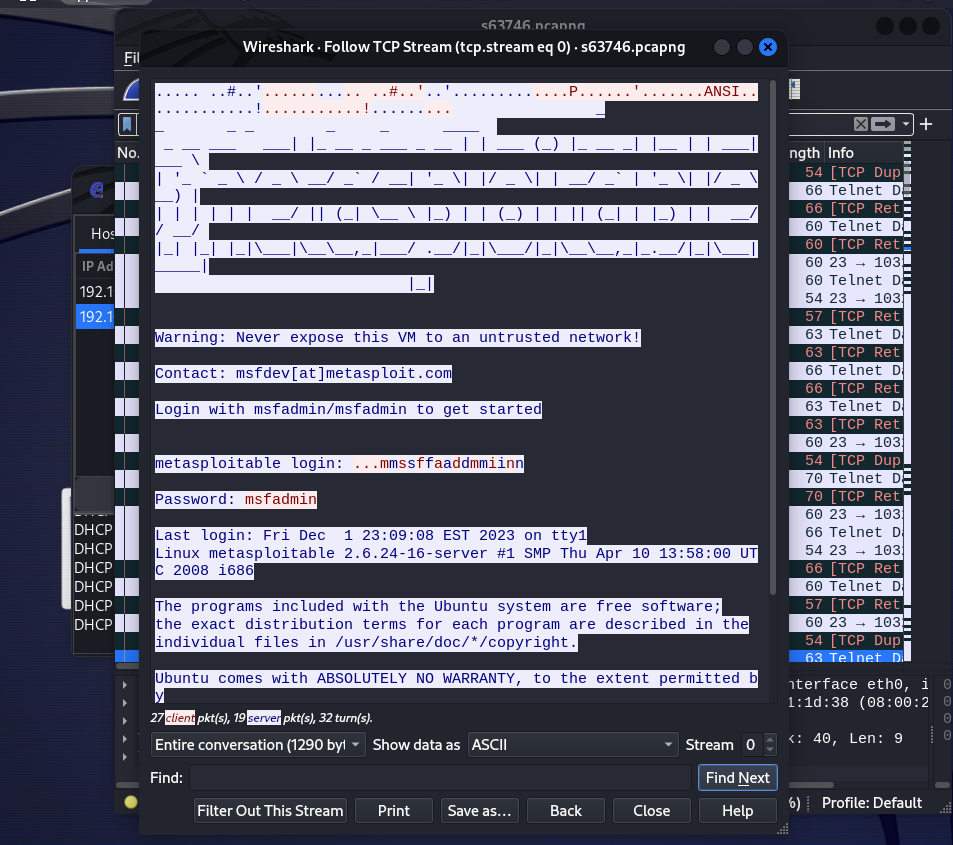 s63746.pcapng
Wireshark · Follow TCP Stream (tcp.stream eq 0) · s63746.pcapng
..... ..#..'.......... ..#..'..'.............P......'.......ANSI..
............!...........!.......... _
_ _ _ _ _ ____
_ __ ___ ___| |_ __ _ ___ _ __ | | ___ (_) |_ __ _| |__ | | ___|
___ \
| '_ ` _ \ / _ \ __/ _` / __| '_ \| |/ _ \| | __/ _` | '_ \| |/ _ \
__) |
| | | | | | __/ || (_| \__ \ |_) | | (_) | | || (_| | |_) | | __/
/ __/
|_| |_| |_|\___|\__\__,_|___/ .__/|_|\___/|_|\__\__,_|_.__/|_|\___|
_____|
|_|
Warning: Never expose this VM to an untrusted network!
Contact: msfdev[at]metasploit.com
Login with msfadmin/msfadmin to get started
metasploitable login: ...mmssffaaddmmiinn
Password: msfadmin
Last login: Fri Dec 1 23:09:08 EST 2023 on tty1
Linux metasploitable 2.6.24-16-server #1 SMP Thu Apr 10 13:58:00 UT
C 2008 i686
The programs included with the Ubuntu system are free software;
the exact distribution terms for each program are described in the
individual files in /usr/share/doc/*/copyright.
Ubuntu comes with ABSOLUTELY NO WARRANTY, to the extent permitted b
y
27 client pkt(s), 19 server pkt(s), 32 turn(s).
Entire conversation (1290 byt
Show data as
ASCII
Stream
0
Find:
Find Next
Filter Out This Stream
Print
Save as…
Back
Close
Help
Fil
No.
Hos
IP Ad
192.1
192.1
DHCP
DHCP
DHCP
DHCP
DHCP
DHCP
ngth Info
54 [TCP Dup
66 Telnet Da
66 [TCP Ret
60 Telnet Da
60 [TCP Ret
60 23 → 103
60 Telnet Da
54 23 → 103
57 [TCP Ret
63 Telnet Da
63 [TCP Ret
66 Telnet Da
66 [TCP Ret
63 Telnet Da
63 [TCP Ret
60 23 → 103
54 [TCP Dup
70 Telnet Da
70 [TCP Ret
60 23 → 103
66 Telnet Da
54 23 → 103
66 [TCP Ret
60 Telnet Da
57 [TCP Ret
60 23 → 103
54 [TCP Dup
63 Telnet Da
nterface eth0, i
1:1d:38 (08:00:2
k: 40, Len: 9
%)
Profile: Default